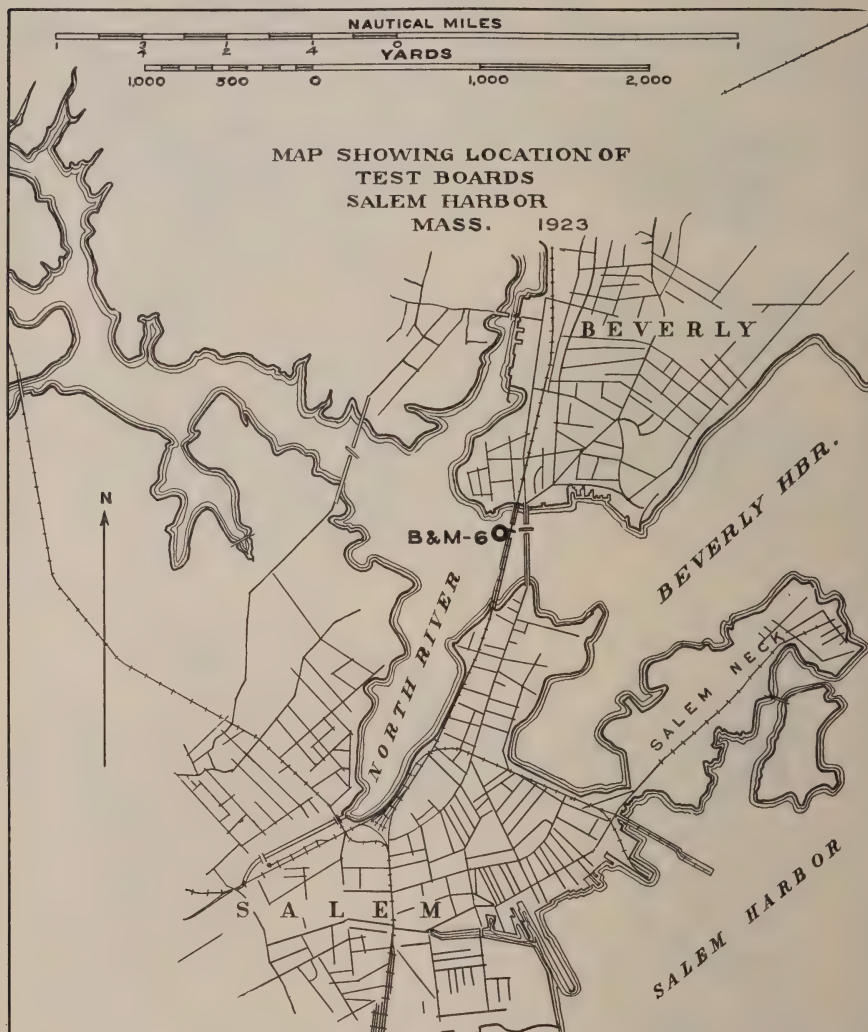 NAUTICAL MILES
1 3/4 1/2 1/4 0 1
YARDS
1,000 500 0 1,000 2,000
MAP SHOWING LOCATION OF
TEST BOARDS
SALEM HARBOR
MASS. 1923
BEVERLY
BEVERLY HBR.
N
B&M-6
NORTH RIVER
SALEM NECK
SALEM
SALEM HARBOR